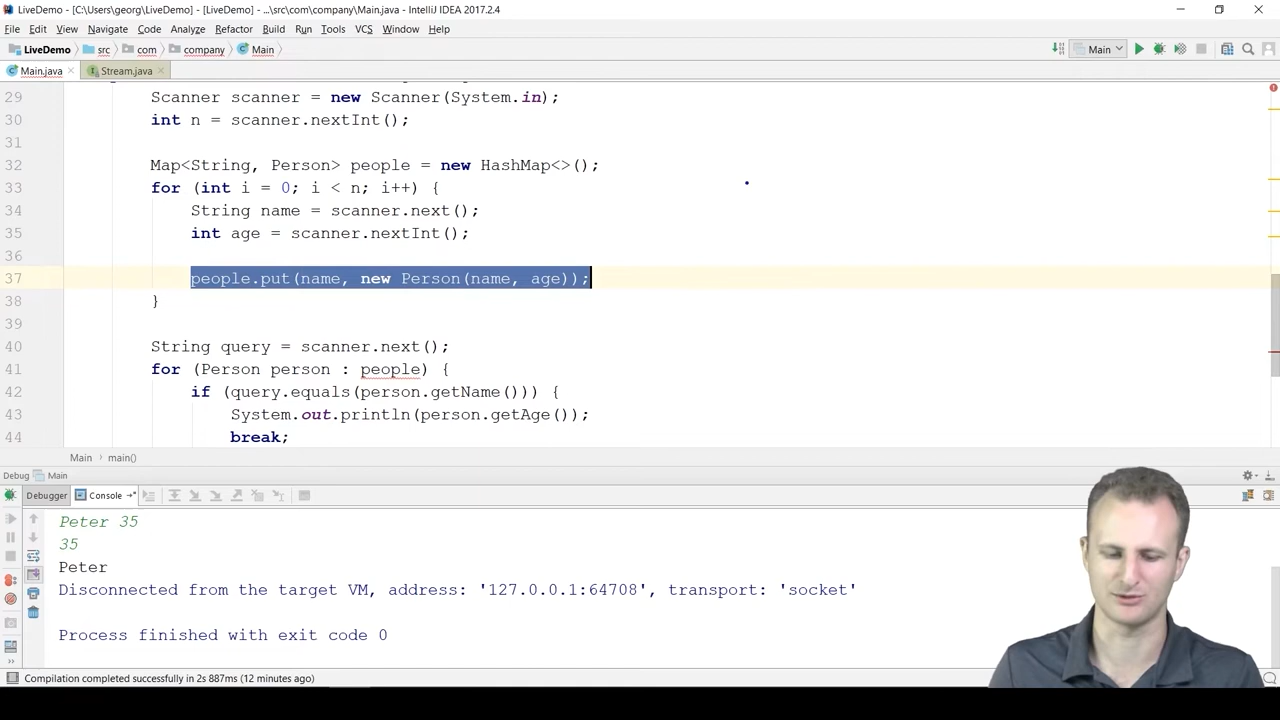 LiveDemo - [C:\Users\georg\LiveDemo] - [LiveDemo] - ...\src\com\company\Main.java - IntelliJ IDEA 2017.2.4
File Edit View Navigate Code Analyze Refactor Build Run Tools VCS Window Help
LiveDemo src com company Main Main
Main.java Stream.java
29 Scanner scanner = new Scanner(System.in);
30 int n = scanner.nextInt();
31
32 Map<String, Person> people = new HashMap<>();
33 for (int i = 0; i < n; i++) {
34 String name = scanner.next();
35 int age = scanner.nextInt();
36
37 people.put(name, new Person(name, age));
38 }
39
40 String query = scanner.next();
41 for (Person person : people) {
42 if (query.equals(person.getName())) {
43 System.out.println(person.getAge());
44 break;
Main › main()
Debug Main
Debugger Console
Peter 35
35
Peter
Disconnected from the target VM, address: '127.0.0.1:64708', transport: 'socket'
Process finished with exit code 0
Compilation completed successfully in 2s 887ms (12 minutes ago)